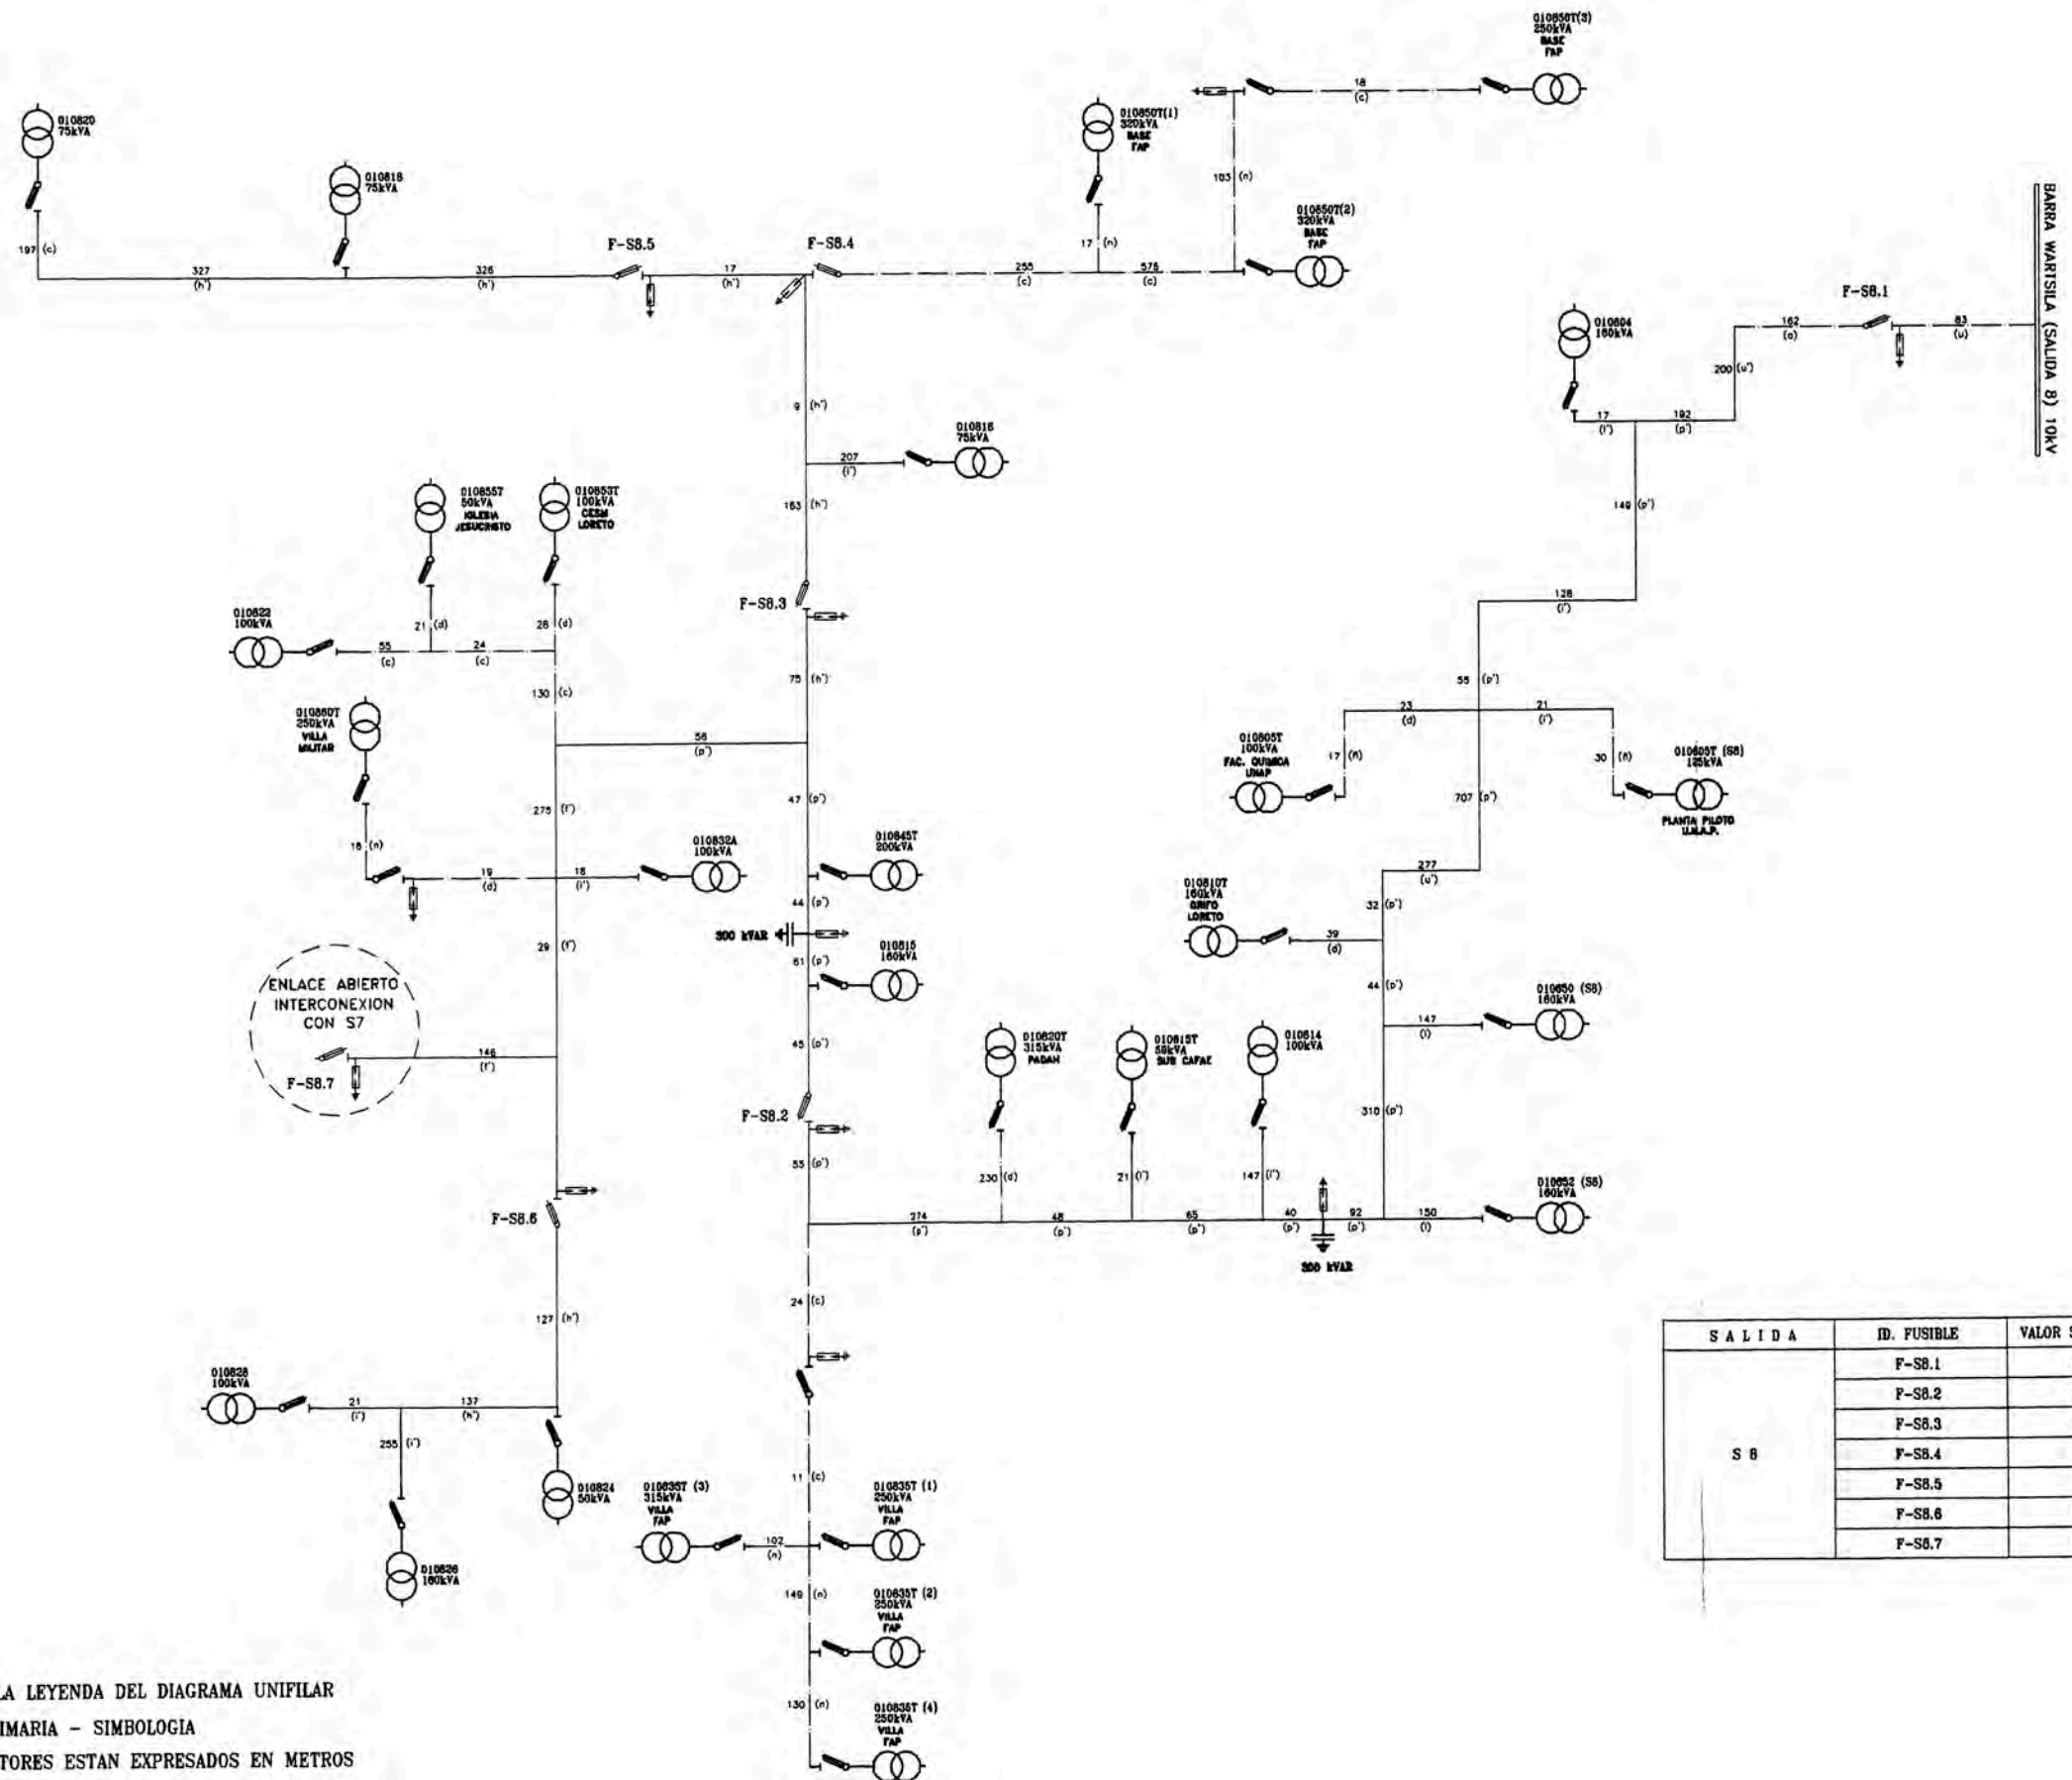 010850T(3)
250kVA
BASE
FAP
18
(c)
010820
75kVA
197 (c)
010818
75kVA
327
(h')
326
(h')
F-S8.5
17
(h')
F-S8.4
010850T(1)
320kVA
BASE
FAP
17 (n)
103 (n)
010850T(2)
320kVA
BASE
FAP
255
(c)
576
(c)
BARRA WARTSILA (SALIDA 8) 10kV
F-S8.1
162
(o)
83
(u)
010804
160kVA
200 (u')
17
(i')
192
(p')
9 (h')
010816
75kVA
207
(i')
163 (h')
149 (p')
010855T
50kVA
IGLESIA
JESUCRISTO
010853T
100kVA
CESM
LORETO
F-S8.3
128
(i')
010822
100kVA
21 (d)
28 (d)
55
(c)
24
(c)
130 (c)
75 (h')
55 (p')
010860T
250kVA
VILLA
MILITAR
56
(p')
23
(d)
21
(i')
010805T
100kVA
FAC. QUIMICA
UNAP
17 (ñ)
30 (ñ)
010805T (S8)
125kVA
PLANTA PILOTO
U.N.A.P.
275 (f')
47 (p')
707 (p')
16 (n)
19
(d)
18
(i')
010832A
100kVA
010845T
200kVA
277
(u')
44 (p')
32 (p')
010810T
160kVA
GRIFO
LORETO
39
(d)
300 kVAR
29 (f')
61 (p')
010815
160kVA
44 (p')
010650 (S8)
160kVA
147
(i)
ENLACE ABIERTO
INTERCONEXION
CON S7
F-S8.7
146
(f')
45 (p')
010820T
315kVA
PADAH
010815T
50kVA
SUB CAFAE
010814
100kVA
F-S8.2
310 (p')
55 (p')
230 (d)
21 (i')
147 (i')
010652 (S8)
160kVA
F-S8.6
274
(p')
48
(p')
65
(p')
40
(p')
92
(p')
150
(i)
300 kVAR
24 (c)
127 (h')
SALIDA
ID. FUSIBLE
VALOR
F-S8.1
F-S8.2
F-S8.3
S 8
F-S8.4
F-S8.5
F-S8.6
F-S8.7
010828
100kVA
21
(i')
137
(h')
255 (i')
010824
50kVA
010826
160kVA
11 (c)
010835T (3)
315kVA
VILLA
FAP
102
(n)
010835T (1)
250kVA
VILLA
FAP
149 (n)
010835T (2)
250kVA
VILLA
FAP
130 (n)
010835T (4)
250kVA
VILLA
FAP
LA LEYENDA DEL DIAGRAMA UNIFILAR
IMARIA - SIMBOLOGIA
TORES ESTAN EXPRESADOS EN METROS